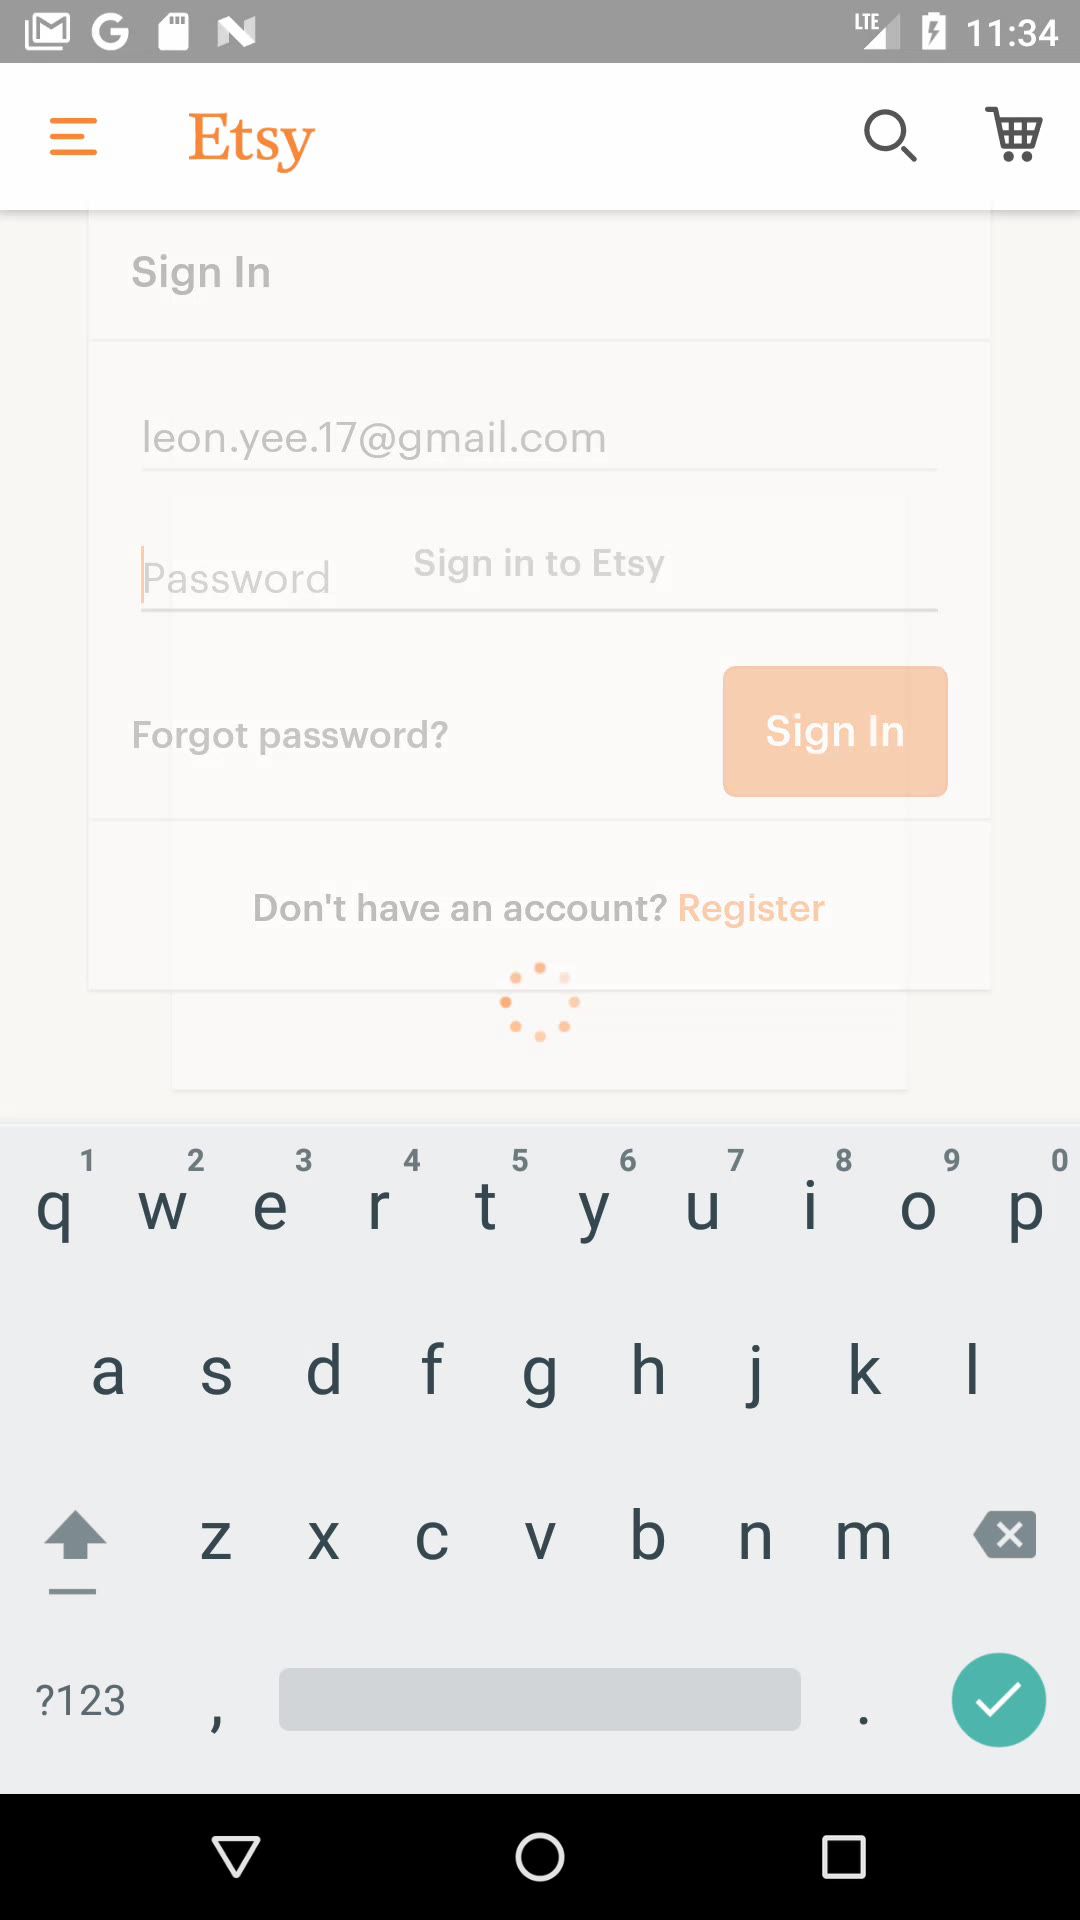 LTE 11:34
Etsy
Sign In
leon.yee.17@gmail.com
Password
Sign in to Etsy
Forgot password?
Sign In
Don't have an account? Register
1 2 3 4 5 6 7 8 9 0
q w e r t y u i o p
a s d f g h j k l
z x c v b n m
?123 , .